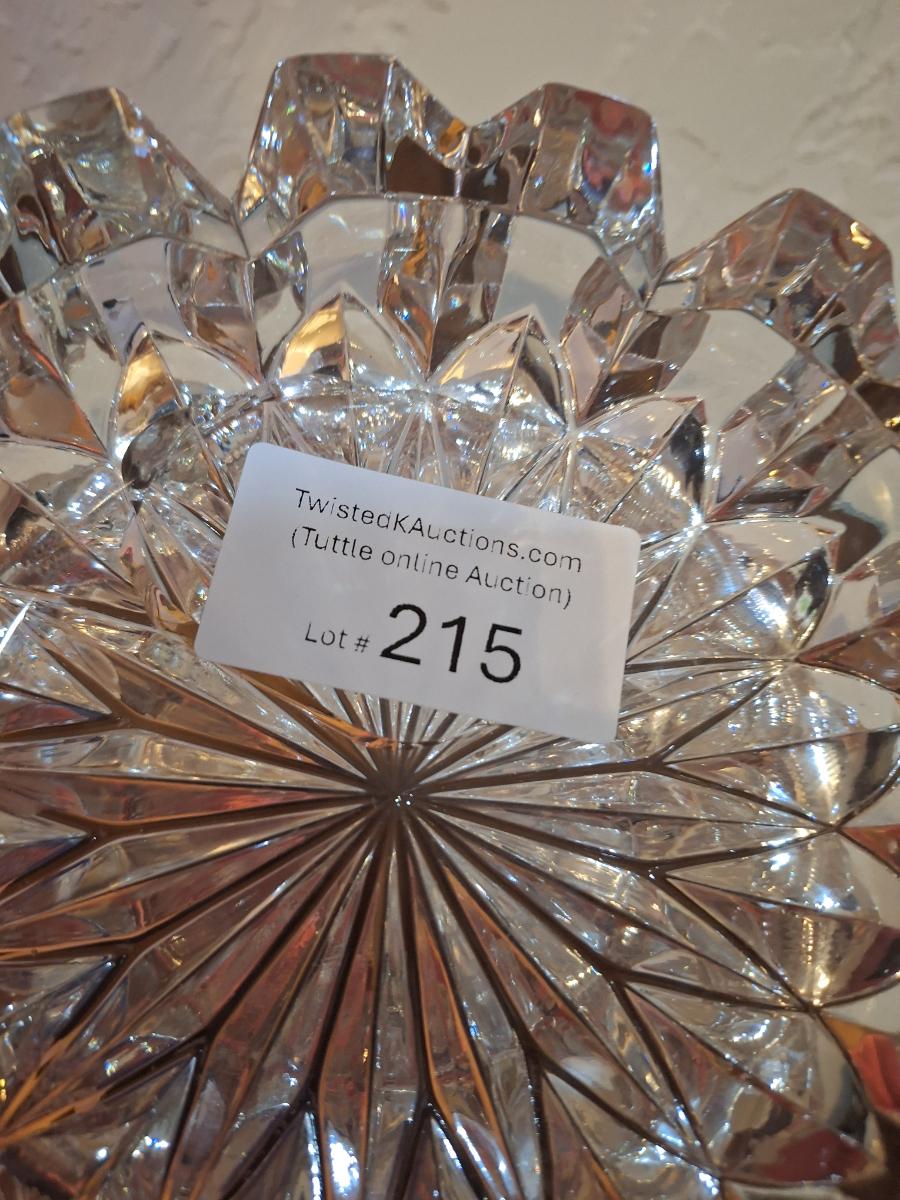 TwistedKAuctions.com
(Tuttle online Auction)
Lot # 215